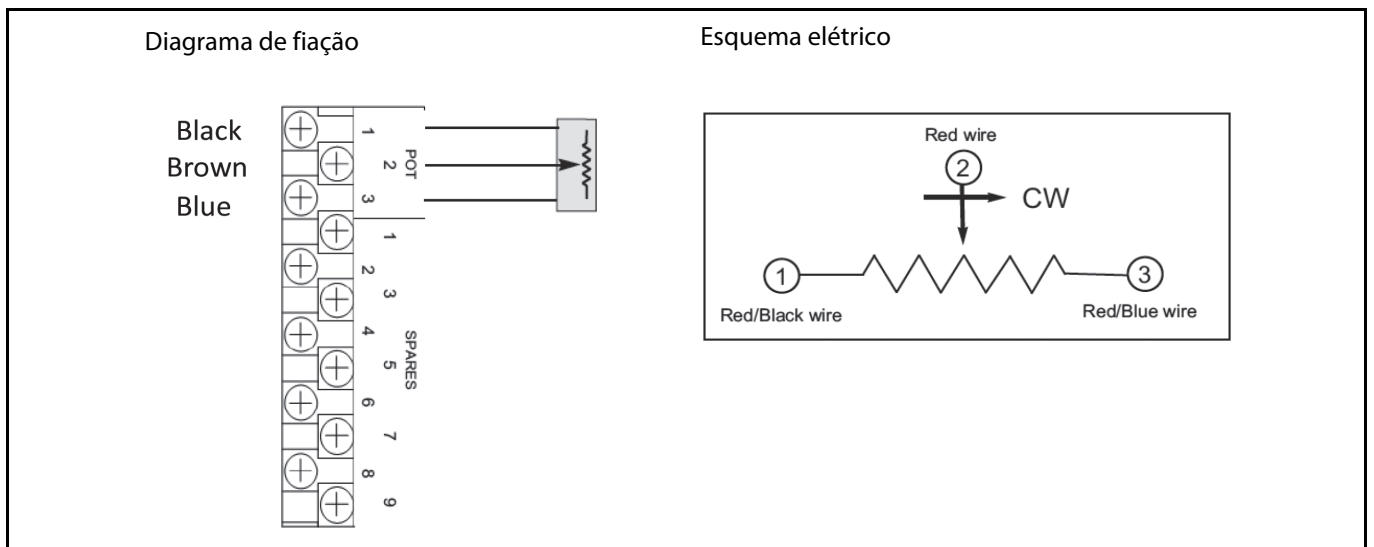 Diagrama de fiação
Esquema elétrico
Black
Brown
Blue
1
2
3
POT
1
2
3
4
5
6
7
8
9
SPARES
Red wire
2
CW
1
3
Red/Black wire
Red/Blue wire